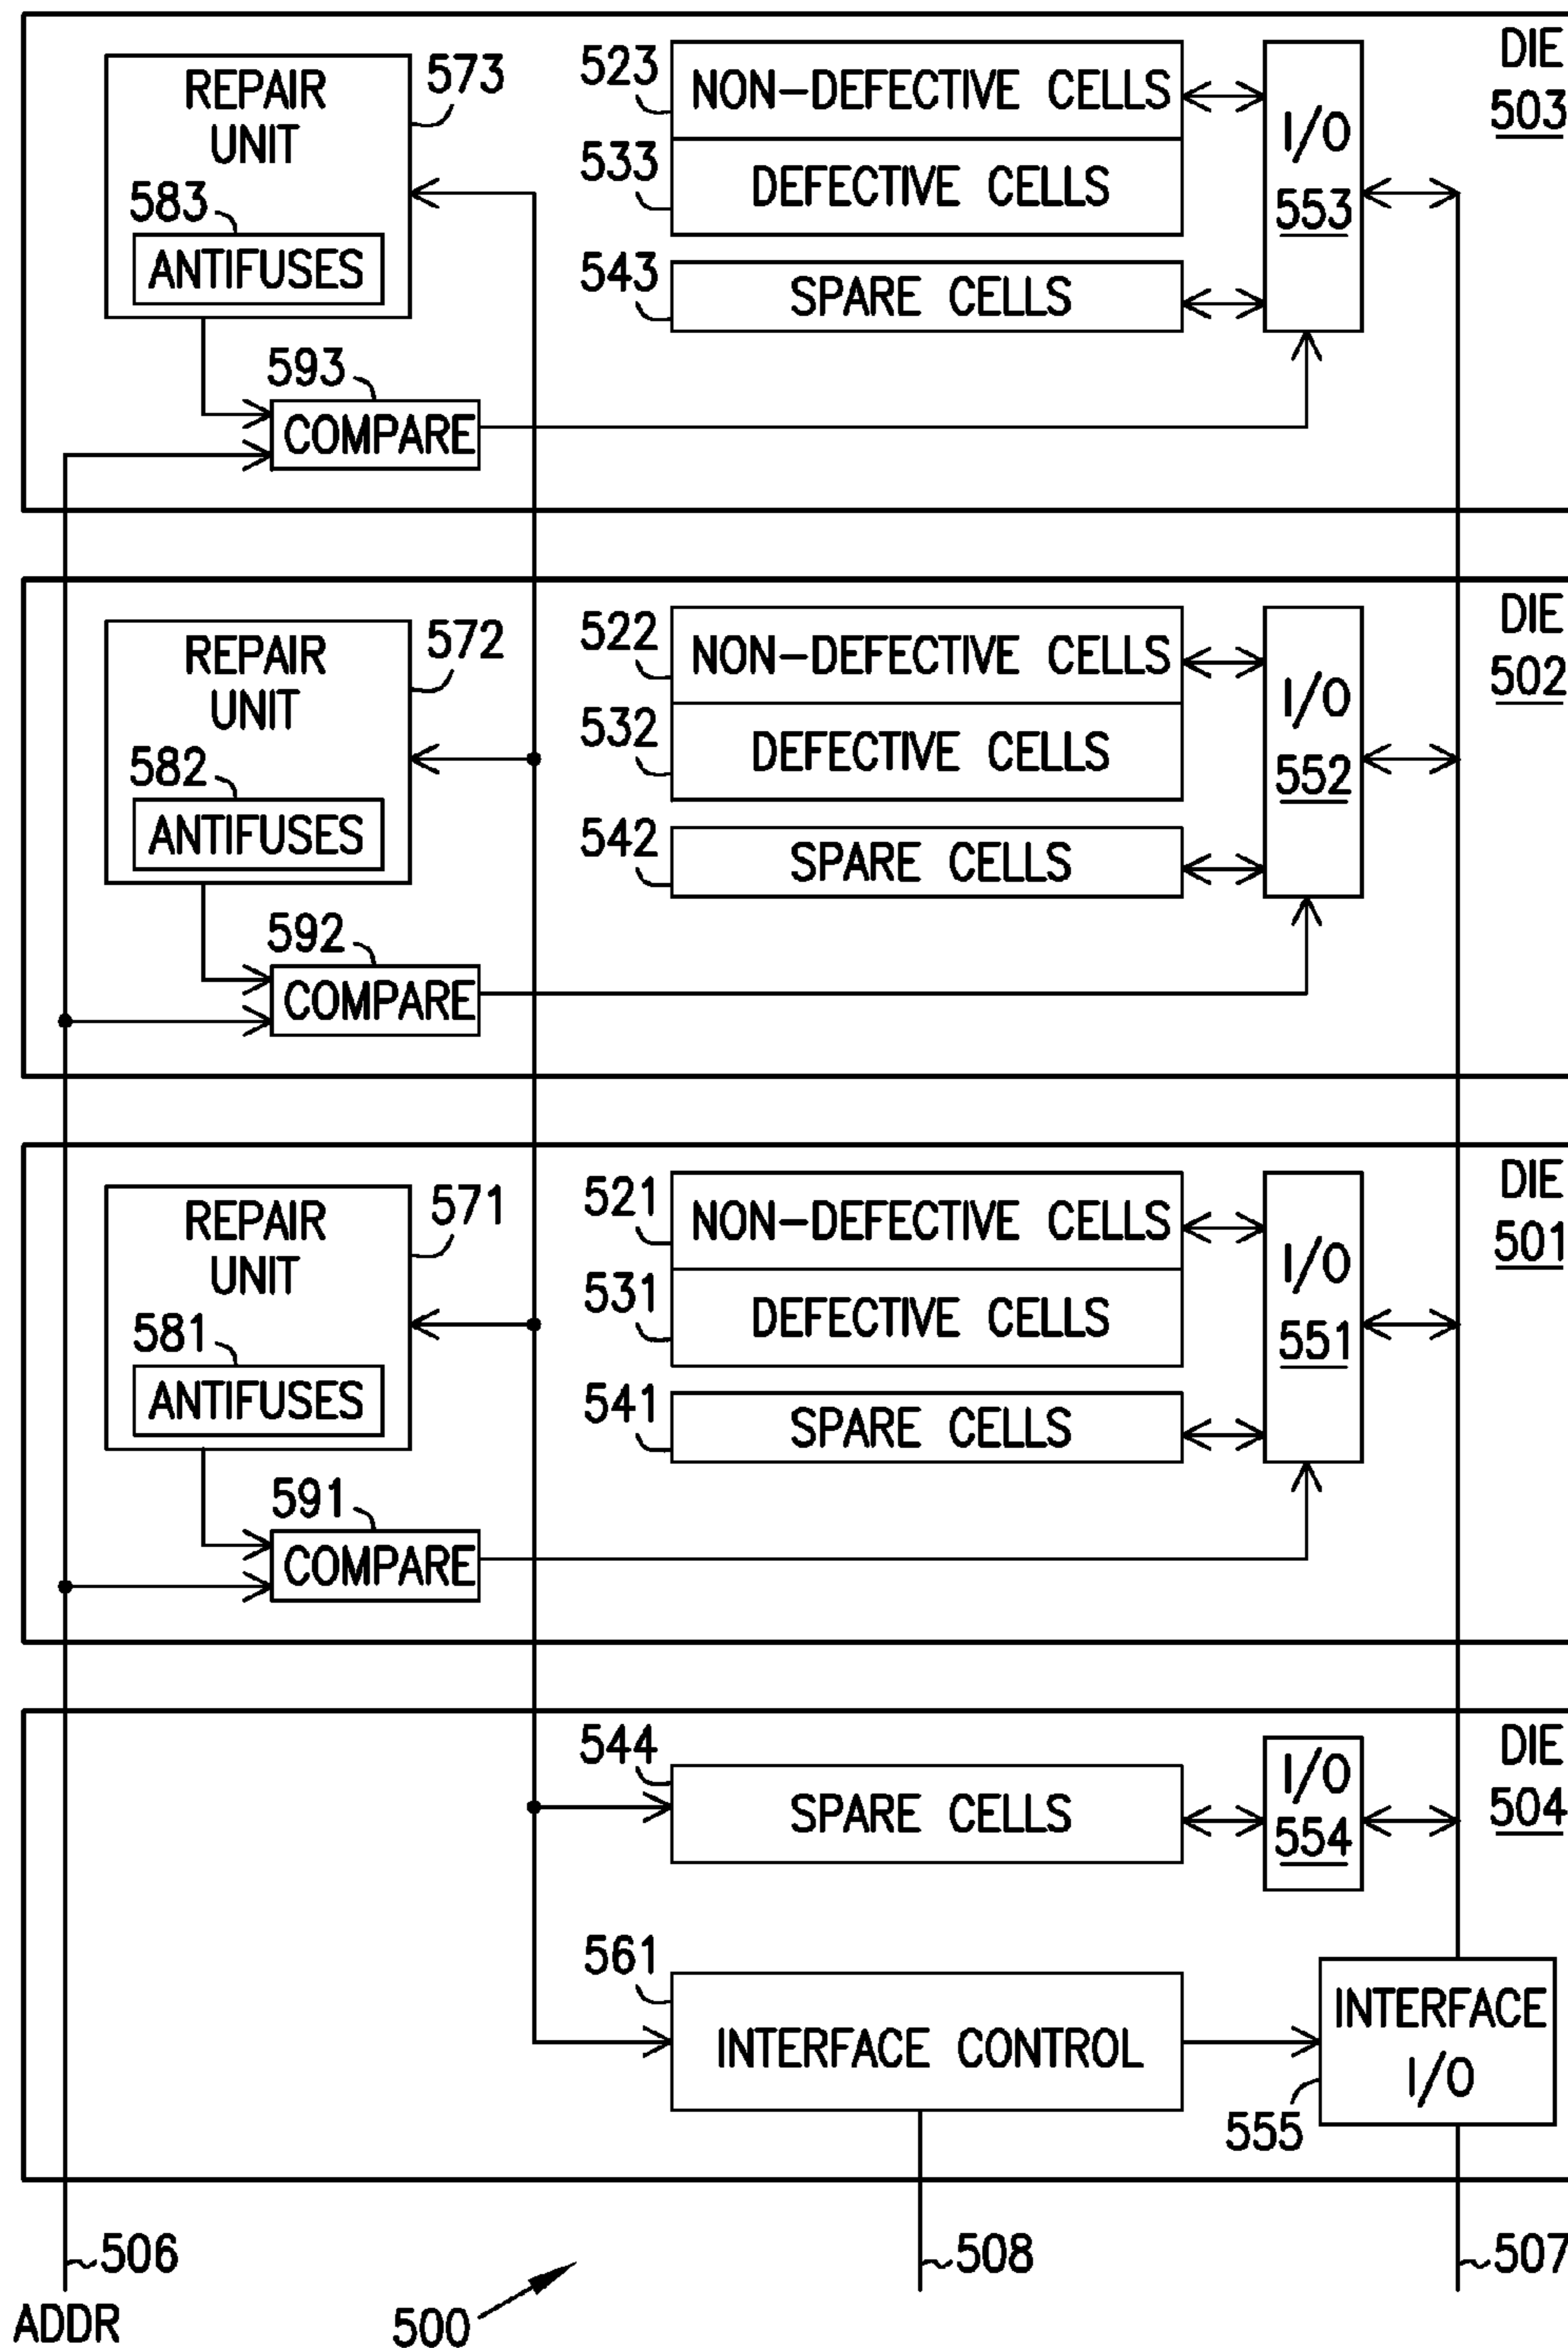 DIE
503
REPAIR
UNIT
573
583
ANTIFUSES
523
NON-DEFECTIVE CELLS
533
DEFECTIVE CELLS
543
SPARE CELLS
I/O
553
593
COMPARE
DIE
502
REPAIR
UNIT
572
582
ANTIFUSES
522
NON-DEFECTIVE CELLS
532
DEFECTIVE CELLS
542
SPARE CELLS
I/O
552
592
COMPARE
DIE
501
REPAIR
UNIT
571
581
ANTIFUSES
521
NON-DEFECTIVE CELLS
531
DEFECTIVE CELLS
541
SPARE CELLS
I/O
551
591
COMPARE
DIE
504
544
SPARE CELLS
I/O
554
561
INTERFACE CONTROL
INTERFACE
I/O
555
506
ADDR
500
508
507